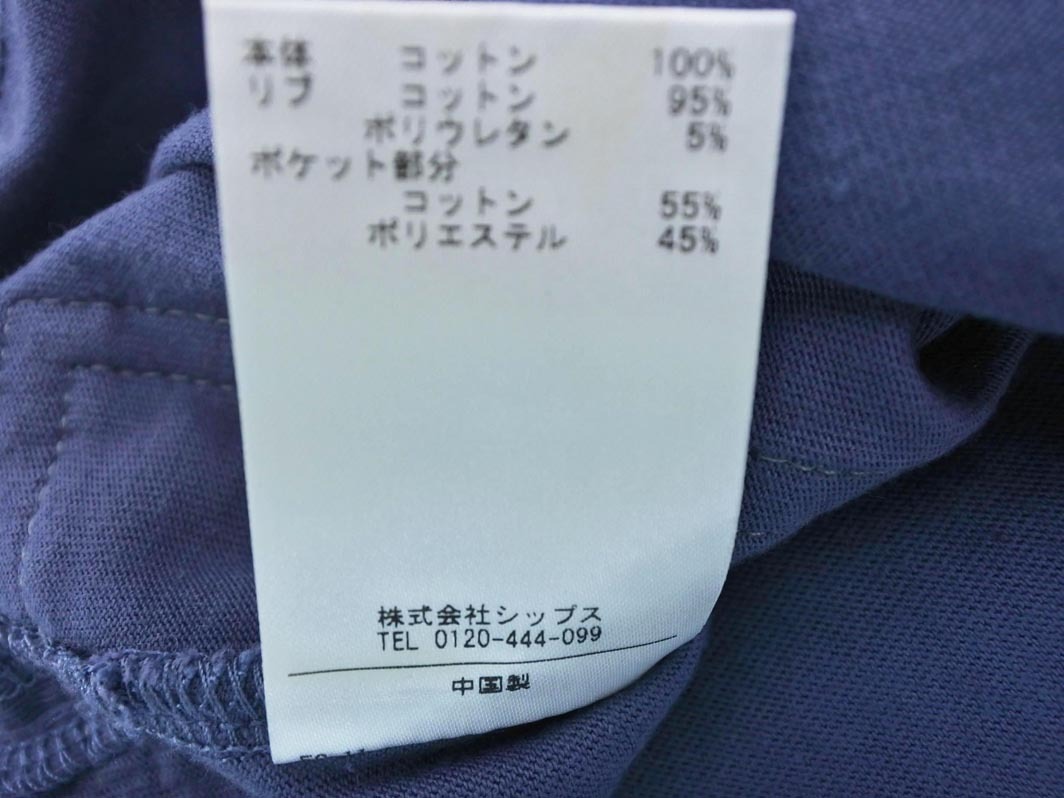 本体 コットン 100%
リブ コットン 95%
ポリウレタン 5%
ポケット部分
コットン 55%
ポリエステル 45%
株式会社シップス
TEL 0120-444-099
中国製